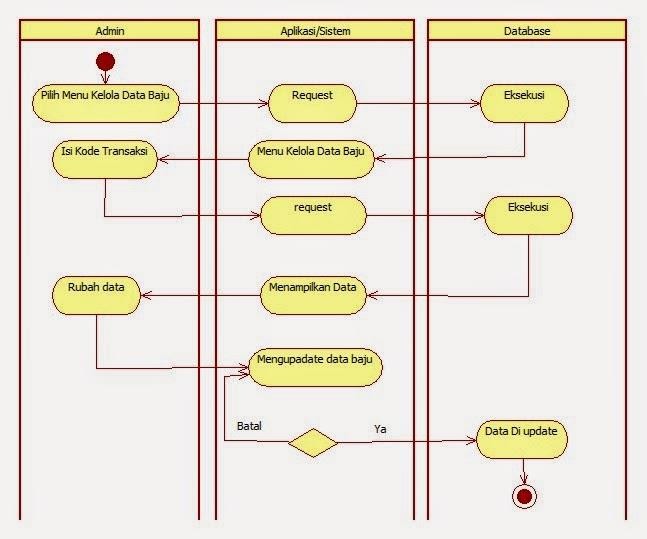 Admin
Aplikasi/Sistem
Database
Pilih Menu Kelola Data Baju
Request
Eksekusi
Isi Kode Transaksi
Menu Kelola Data Baju
request
Eksekusi
Rubah data
Menampilkan Data
Mengupadate data baju
Batal
Ya
Data Di update